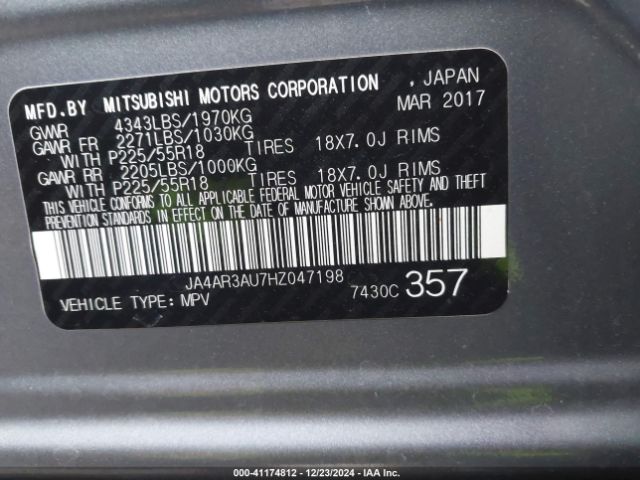 MFD.BY MITSUBISHI MOTORS CORPORATION , JAPAN
MAR 2017
GVWR 4343LBS/1970KG
GAWR FR 2271LBS/1030KG
WITH P225/55R18 TIRES 18X7.0J RIMS
GAWR RR 2205LBS/1000KG
WITH P225/55R18 TIRES 18X7.0J RIMS
THIS VEHICLE CONFORMS TO ALL APPLICABLE FEDERAL MOTOR VEHICLE SAFETY AND THEFT
PREVENTION STANDARDS IN EFFECT ON THE DATE OF MANUFACTURE SHOWN ABOVE.
JA4AR3AU7HZ047198
VEHICLE TYPE: MPV 7430C 357
000-41174812 - 12/23/2024 - IAAI.com